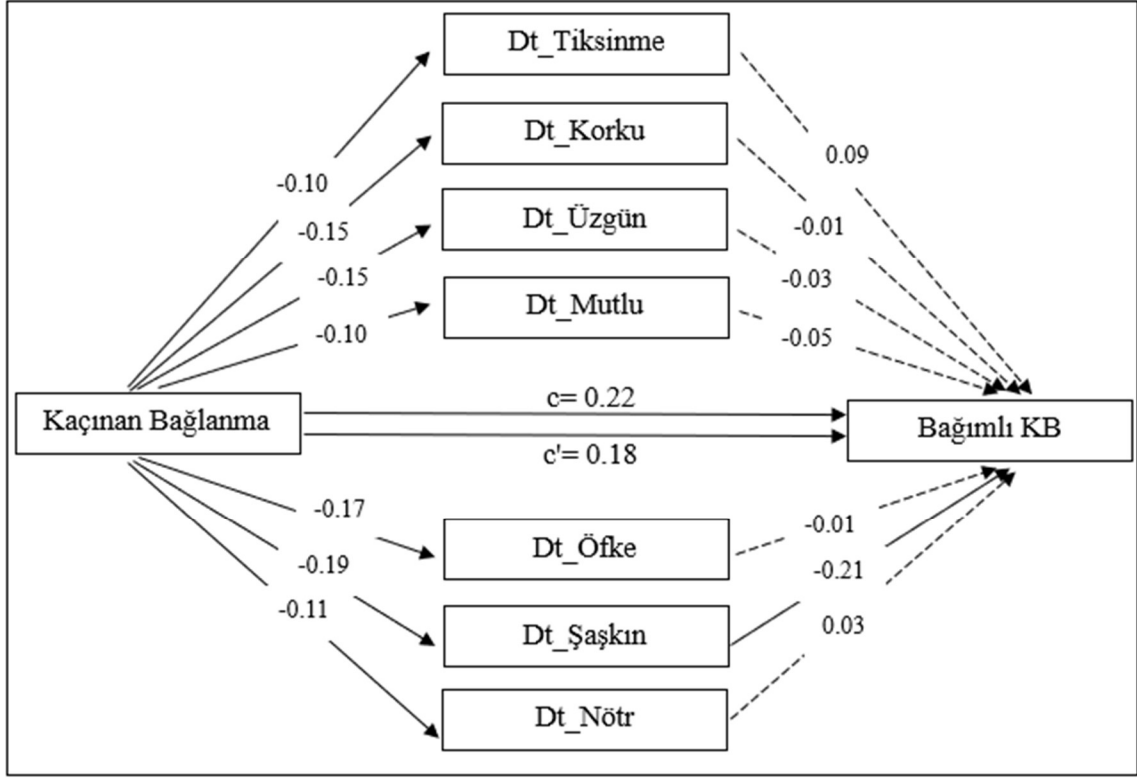 Dt_Tiksinme
Dt_Korku
Dt_Üzgün
Dt_Mutlu
-0.10
-0.15
-0.15
-0.10
0.09
-0.01
-0.03
-0.05
Kaçınan Bağlanma
c= 0.22
c'= 0.18
Bağımlı KB
-0.17
-0.19
-0.11
Dt_Öfke
Dt_Şaşkın
Dt_Nötr
-0.01
-0.21
0.03